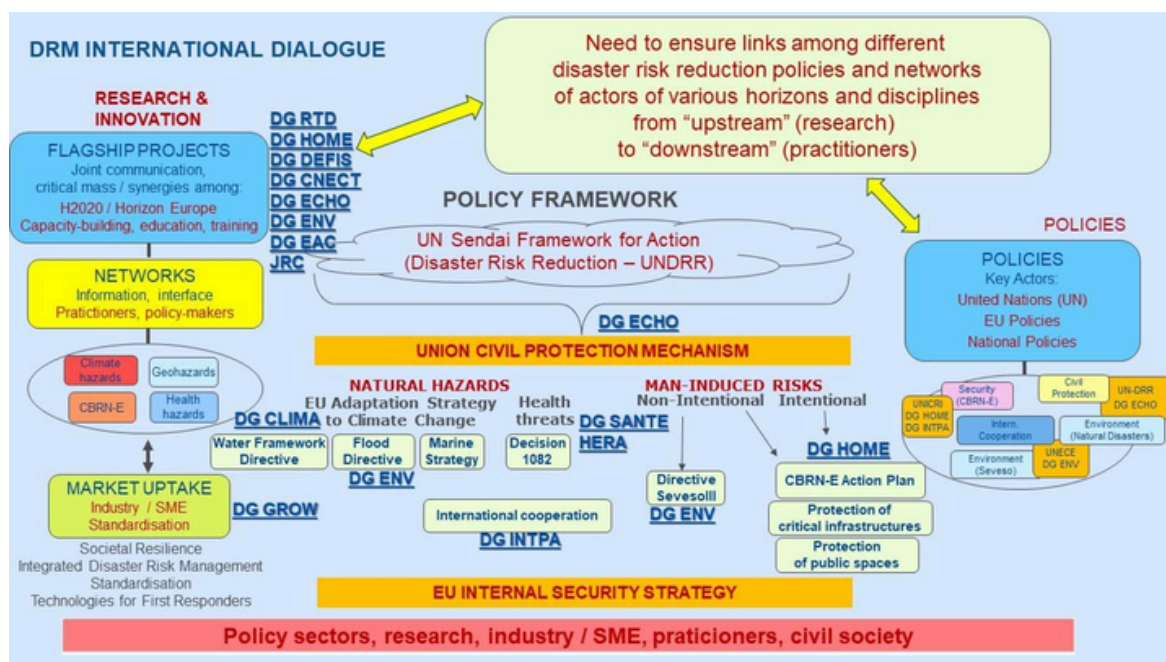 DRM INTERNATIONAL DIALOGUE
Need to ensure links among different
disaster risk reduction policies and networks
of actors of various horizons and disciplines
from “upstream” (research)
to “downstream” (practitioners)
RESEARCH &
INNOVATION
FLAGSHIP PROJECTS
Joint communication,
critical mass / synergies among:
H2020 / Horizon Europe
Capacity-building, education, training
DG RTD
DG HOME
DG DEFIS
DG CNECT
DG ECHO
DG ENV
DG EAC
JRC
NETWORKS
Information, interface
Pratictioners, policy-makers
Climate
hazards
Geohazards
CBRN-E
Health
hazards
MARKET UPTAKE
Industry / SME
Standardisation
DG GROW
Societal Resilience
Integrated Disaster Risk Management
Standardisation
Technologies for First Responders
POLICY FRAMEWORK
UN Sendai Framework for Action
(Disaster Risk Reduction – UNDRR)
DG ECHO
UNION CIVIL PROTECTION MECHANISM
NATURAL HAZARDS
EU Adaptation Strategy
to Climate Change
DG CLIMA
Health
threats
DG SANTE
HERA
Water Framework
Directive
Flood
Directive
Marine
Strategy
Decision
1082
DG ENV
International cooperation
DG INTPA
MAN-INDUCED RISKS
Non-Intentional
Intentional
DG HOME
Directive
SevesoIII
DG ENV
CBRN-E Action Plan
Protection of
critical infrastructures
Protection
of public spaces
EU INTERNAL SECURITY STRATEGY
POLICIES
POLICIES
Key Actors:
United Nations (UN)
EU Policies
National Policies
Security
(CBRN-E)
Civil
Protection
UN-DRR
DG ECHO
UNICRI
DG HOME
DG INTPA
Intern.
Cooperation
Environment
(Natural Disasters)
Environment
(Seveso)
UNECE
DG ENV
Policy sectors, research, industry / SME, praticioners, civil society